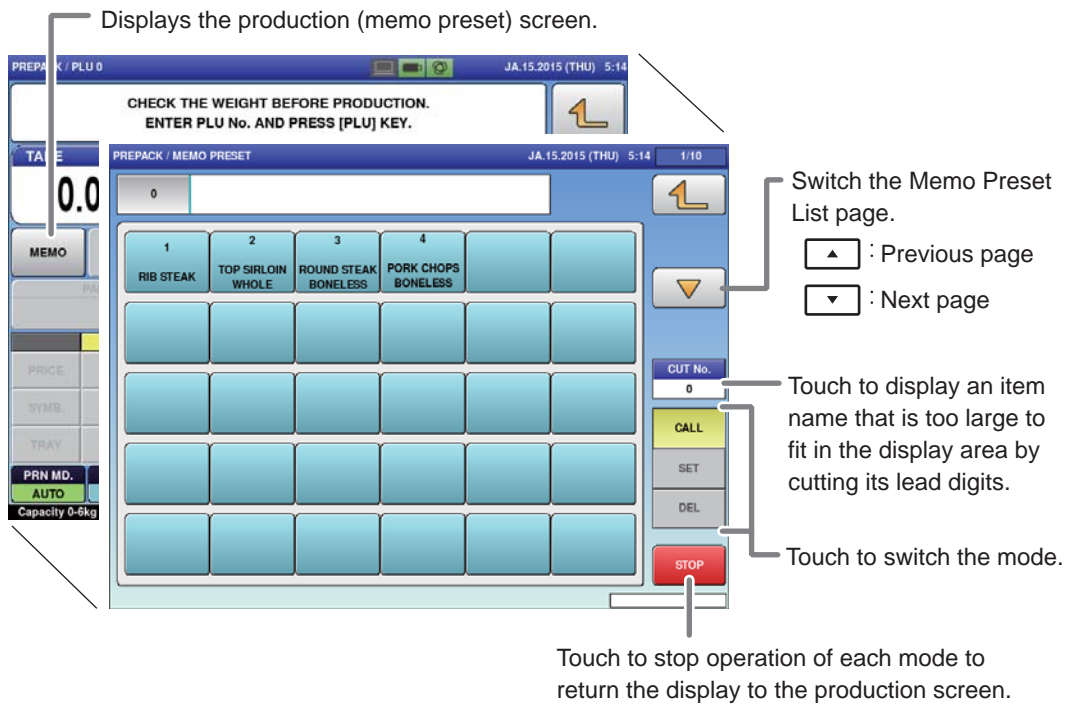 Displays the production (memo preset) screen.
PREPACK / PLU 0 JA.15.2015 (THU) 5:14
CHECK THE WEIGHT BEFORE PRODUCTION.
ENTER PLU No. AND PRESS [PLU] KEY.
PREPACK / MEMO PRESET JA.15.2015 (THU) 5:14 1/10
0.0
0
MEMO
1
RIB STEAK
2
TOP SIRLOIN
WHOLE
3
ROUND STEAK
BONELESS
4
PORK CHOPS
BONELESS
PRICE
SYMB.
TRAY
PRN MD.
AUTO
Capacity 0-6kg
CUT No.
0
CALL
SET
DEL
STOP
Switch the Memo Preset
List page.
: Previous page
: Next page
Touch to display an item
name that is too large to
fit in the display area by
cutting its lead digits.
Touch to switch the mode.
Touch to stop operation of each mode to
return the display to the production screen.